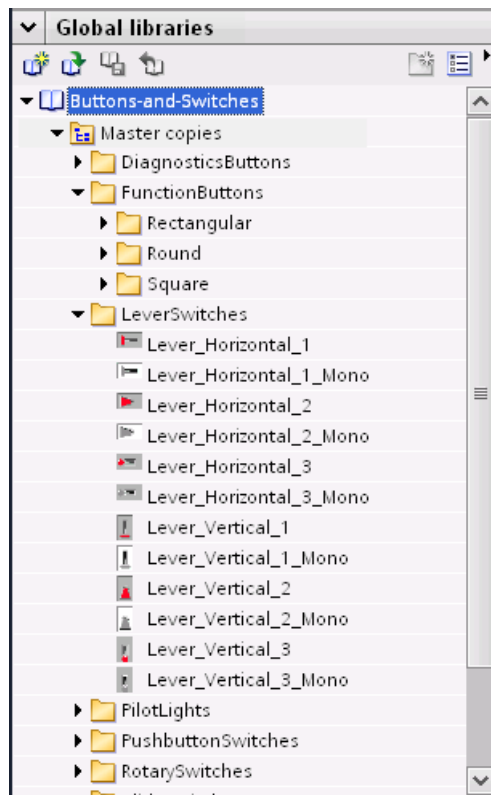 Global libraries
Buttons-and-Switches
Master copies
DiagnosticsButtons
FunctionButtons
Rectangular
Round
Square
LeverSwitches
Lever_Horizontal_1
Lever_Horizontal_1_Mono
Lever_Horizontal_2
Lever_Horizontal_2_Mono
Lever_Horizontal_3
Lever_Horizontal_3_Mono
Lever_Vertical_1
Lever_Vertical_1_Mono
Lever_Vertical_2
Lever_Vertical_2_Mono
Lever_Vertical_3
Lever_Vertical_3_Mono
PilotLights
PushbuttonSwitches
RotarySwitches